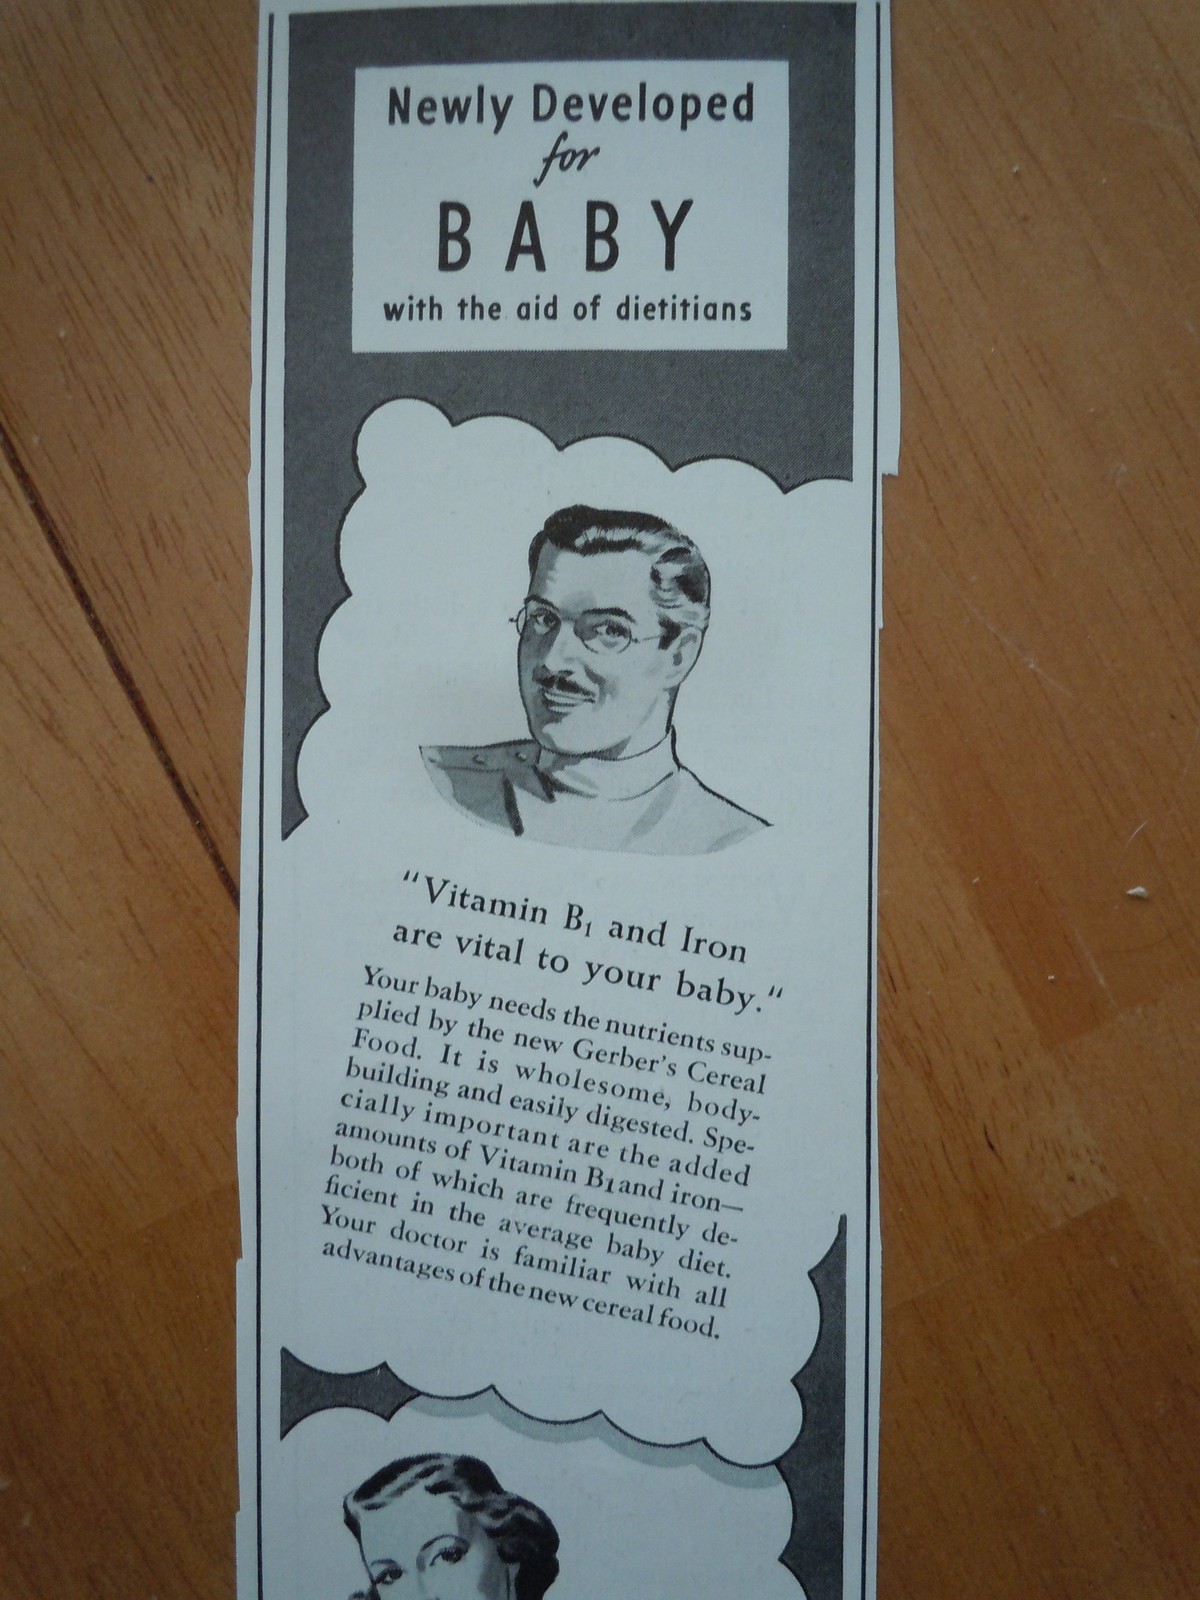 Newly Developed
for
BABY
with the aid of dietitians
"Vitamin B₁ and Iron
are vital to your baby."
Your baby needs the nutrients sup-
plied by the new Gerber's Cereal
Food. It is wholesome, body-
building and easily digested. Spe-
cially important are the added
amounts of Vitamin B1 and iron—
both of which are frequently de-
ficient in the average baby diet.
Your doctor is familiar with all
advantages of the new cereal food.